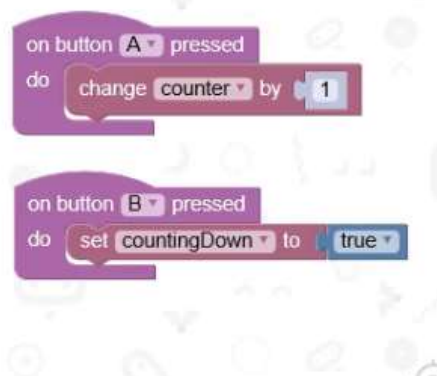 on button A pressed
do change counter by 1
on button B pressed
do set countingDown to true